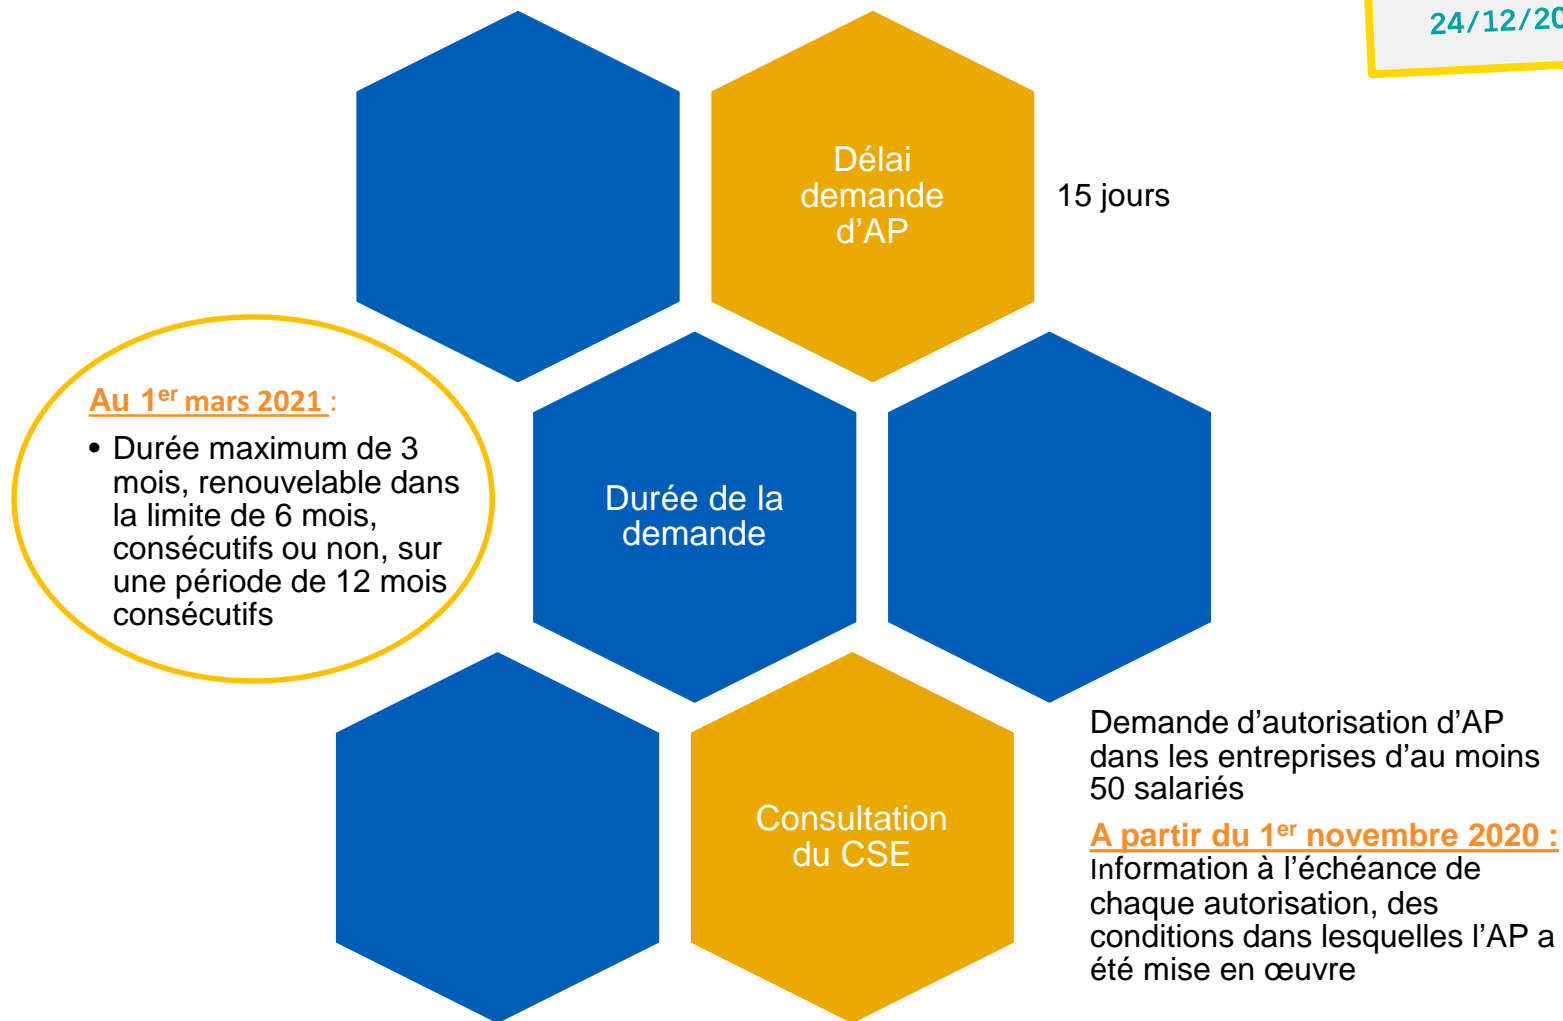 24/12/20
Délai
demande
d’AP
15 jours
Au 1er mars 2021 :
• Durée maximum de 3
mois, renouvelable dans
la limite de 6 mois,
consécutifs ou non, sur
une période de 12 mois
consécutifs
Durée de la
demande
Consultation
du CSE
Demande d’autorisation d’AP
dans les entreprises d’au moins
50 salariés
A partir du 1er novembre 2020 :
Information à l’échéance de
chaque autorisation, des
conditions dans lesquelles l’AP a
été mise en œuvre